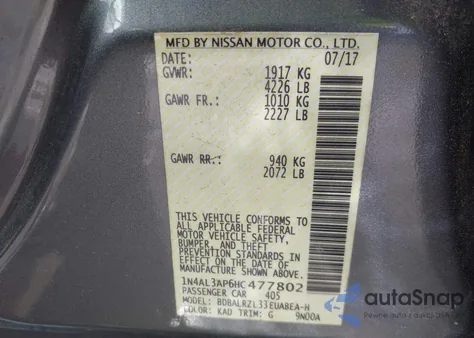 MFD BY NISSAN MOTOR CO., LTD.
DATE: 07/17
GVWR: 1917 KG
4226 LB
GAWR FR.: 1010 KG
2227 LB
GAWR RR.: 940 KG
2072 LB
THIS VEHICLE CONFORMS TO
ALL APPLICABLE FEDERAL
MOTOR VEHICLE SAFETY,
BUMPER, AND THEFT
PREVENTION STANDARDS IN
EFFECT ON THE DATE OF
MANUFACTURE SHOWN ABOVE.
1N4AL3AP6HC477802
PASSENGER CAR 405
MODEL: BDBALRZL33EUA8EA-H
COLOR: KAD TRIM: G 9N00A
autoSnap